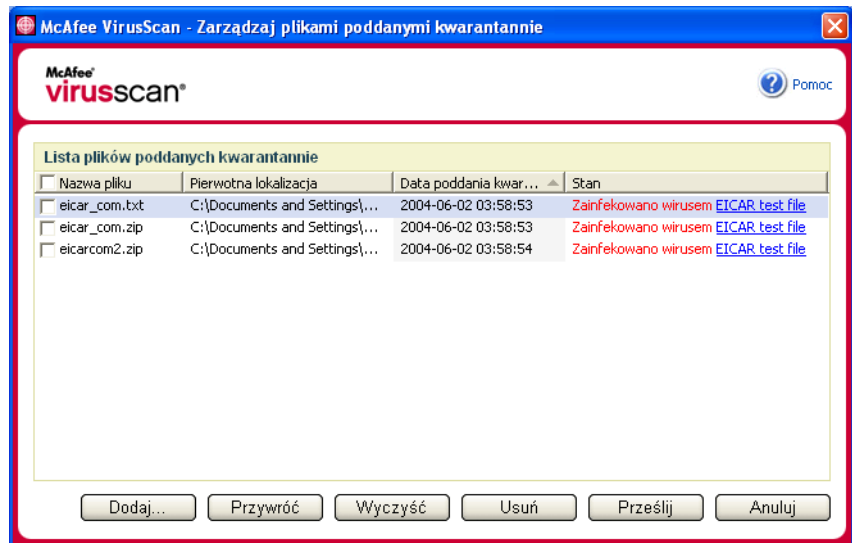 McAfee VirusScan - Zarządzaj plikami poddanymi kwarantannie
McAfee®
virusscan®
Pomoc
Lista plików poddanych kwarantannie
Nazwa pliku Pierwotna lokalizacja Data poddania kwar... Stan
eicar_com.txt C:\Documents and Settings\... 2004-06-02 03:58:53 Zainfekowano wirusem EICAR test file
eicar_com.zip C:\Documents and Settings\... 2004-06-02 03:58:53 Zainfekowano wirusem EICAR test file
eicarcom2.zip C:\Documents and Settings\... 2004-06-02 03:58:54 Zainfekowano wirusem EICAR test file
Dodaj... Przywróć Wyczyść Usuń Prześlij Anuluj